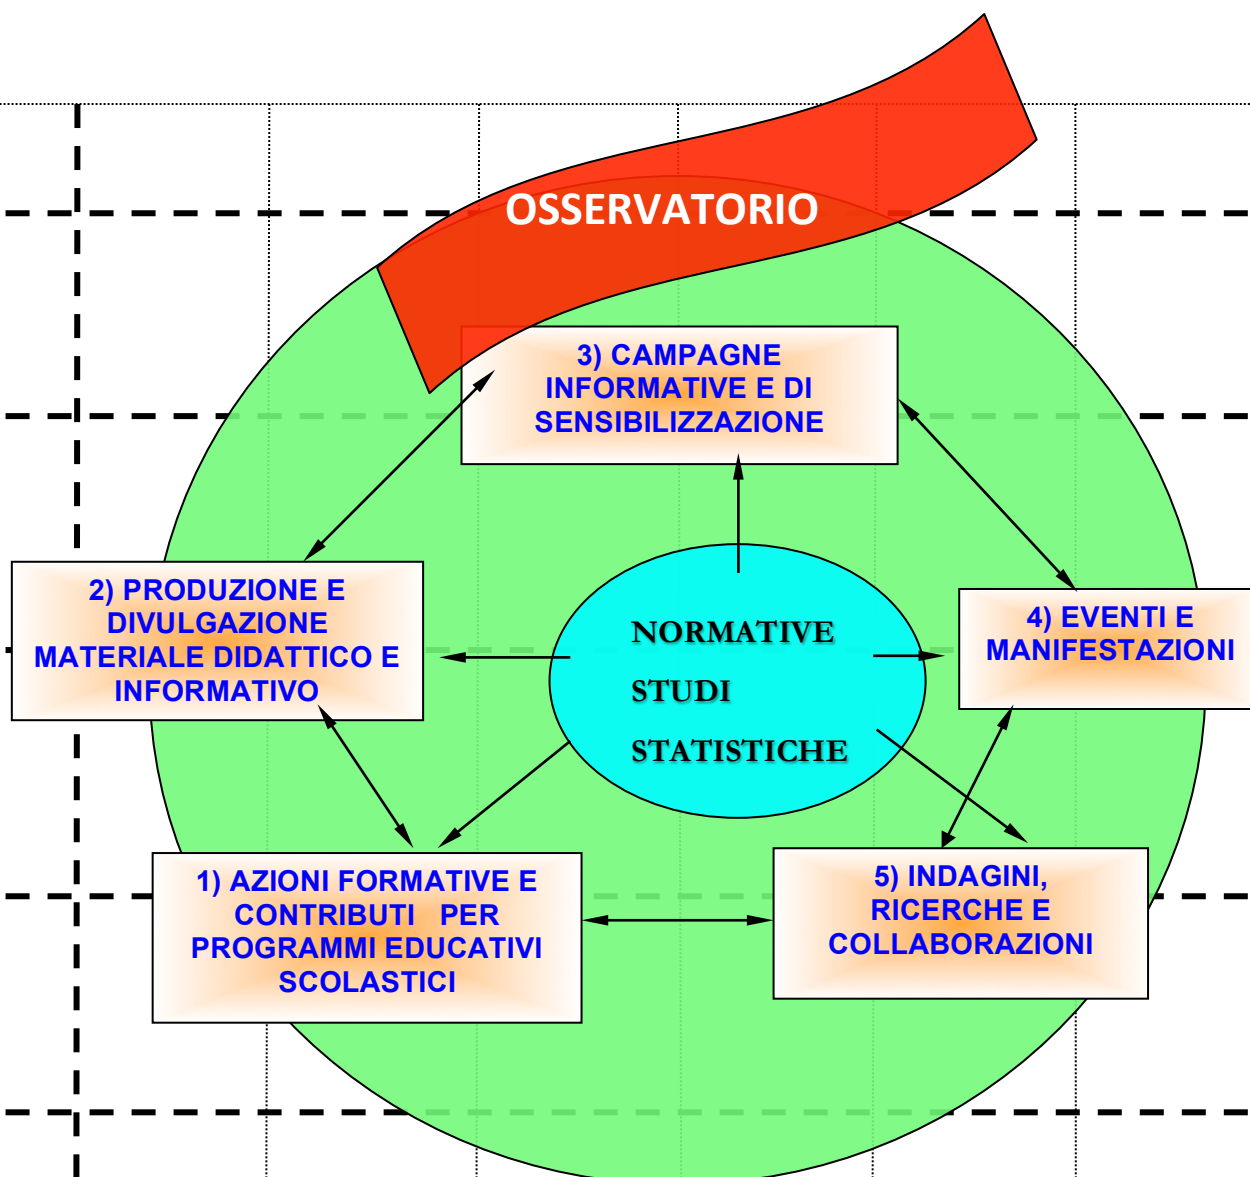 OSSERVATORIO
3) CAMPAGNE
INFORMATIVE E DI
SENSIBILIZZAZIONE
2) PRODUZIONE E
DIVULGAZIONE
MATERIALE DIDATTICO E
INFORMATIVO
NORMATIVE
STUDI
STATISTICHE
4) EVENTI E
MANIFESTAZIONI
1) AZIONI FORMATIVE E
CONTRIBUTI PER
PROGRAMMI EDUCATIVI
SCOLASTICI
5) INDAGINI,
RICERCHE E
COLLABORAZIONI